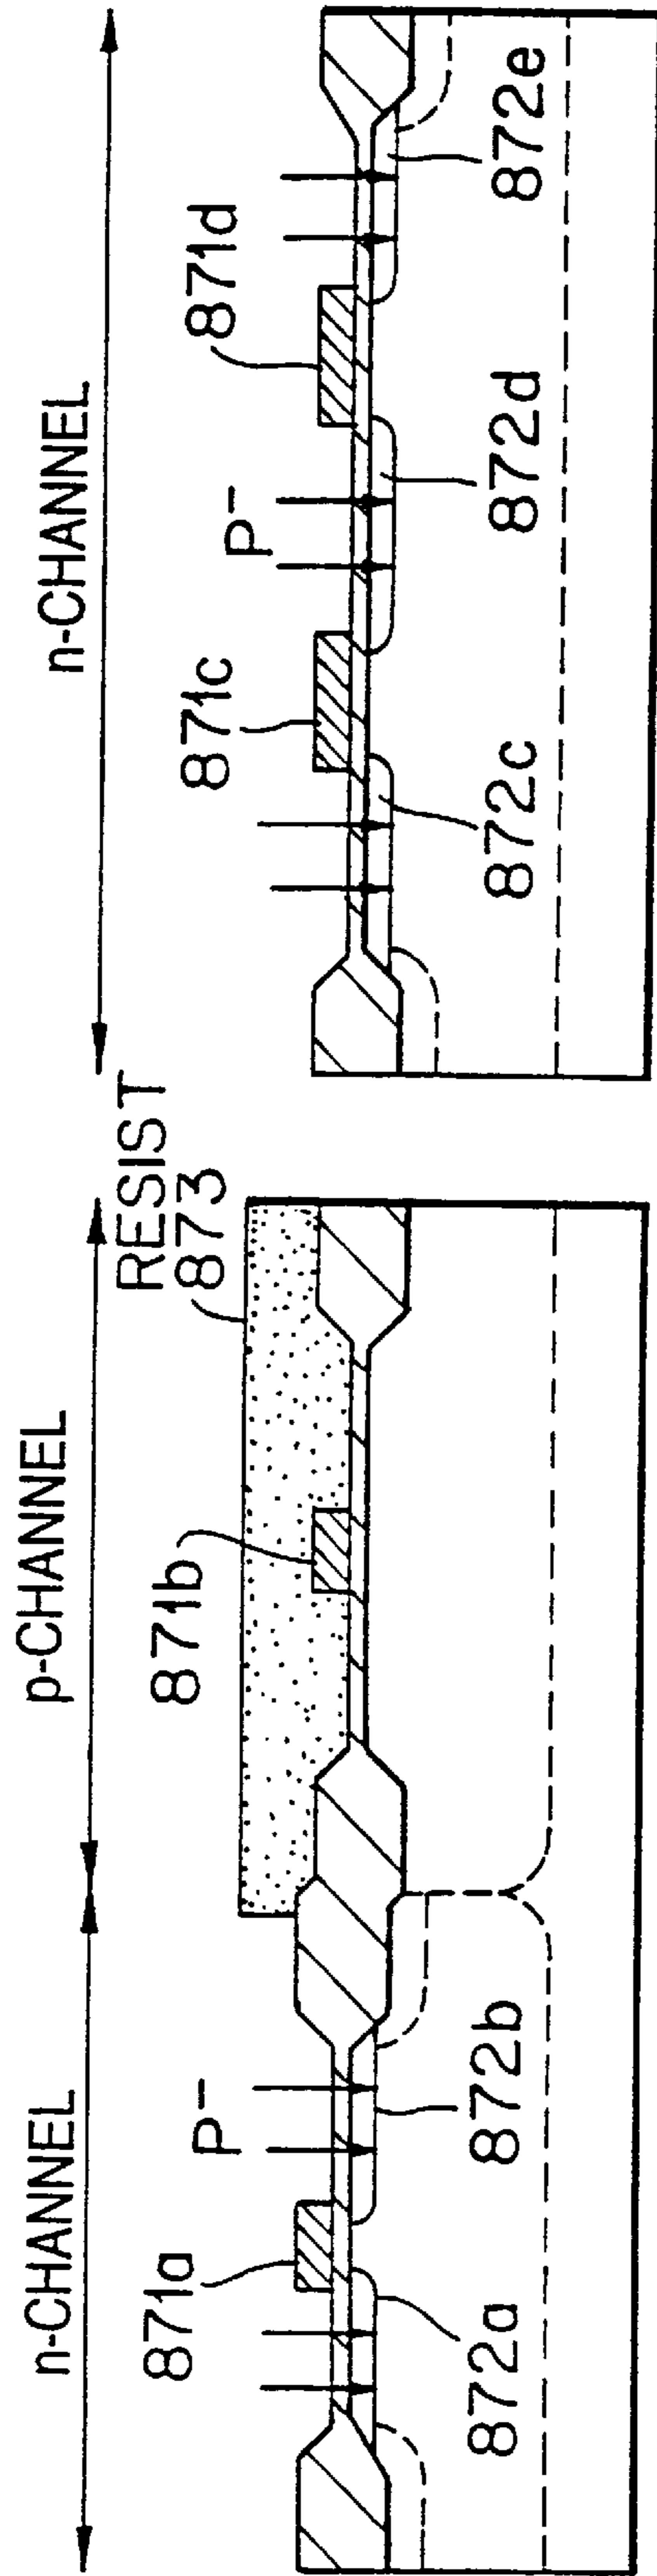 n-CHANNEL
p-CHANNEL
n-CHANNEL
RESIST
873
871a
P⁻
871b
871c
P⁻
871d
872a
872b
872c
872d
872e